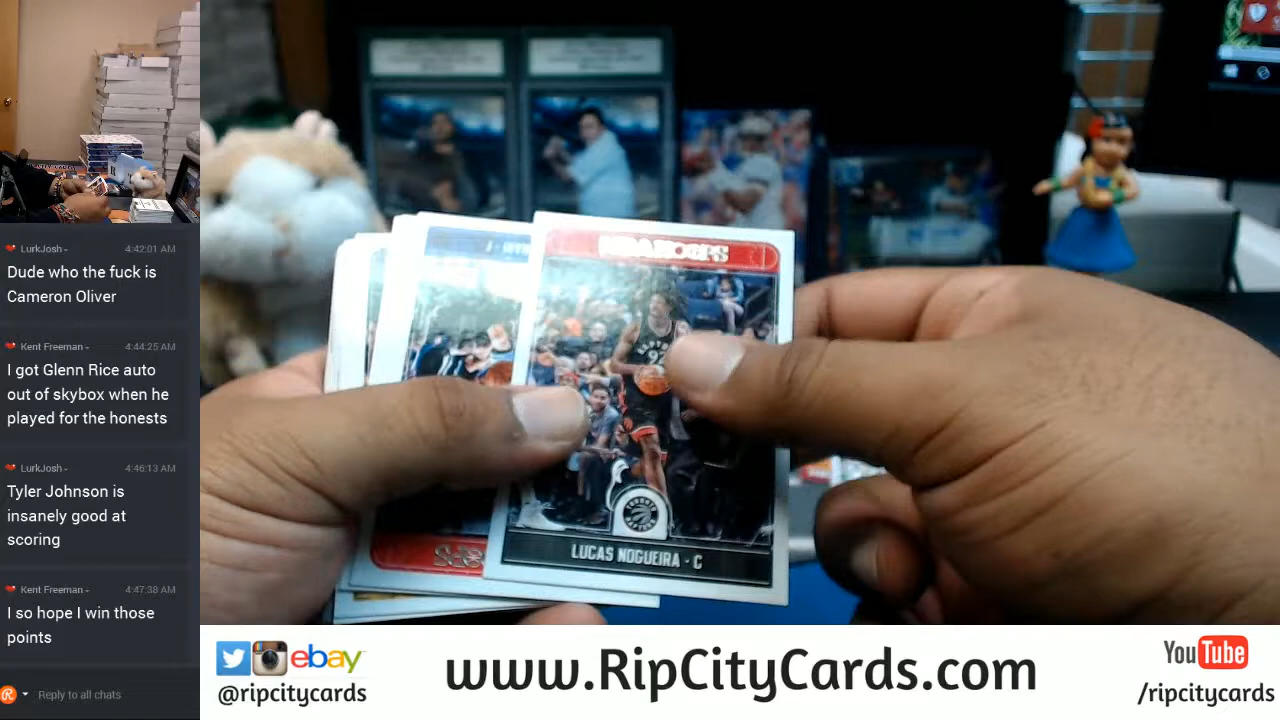 LurkJosh - 4:42:01 AM
Dude who the fuck is
Cameron Oliver
Kent Freeman - 4:44:25 AM
I got Glenn Rice auto
out of skybox when he
played for the honests
LurkJosh - 4:46:13 AM
Tyler Johnson is
insanely good at
scoring
Kent Freeman - 4:47:38 AM
I so hope I win those
points
Reply to all chats
NBA HOOPS
LUCAS NOGUEIRA - C
ebay
@ripcitycards
www.RipCityCards.com
YouTube
/ripcitycards